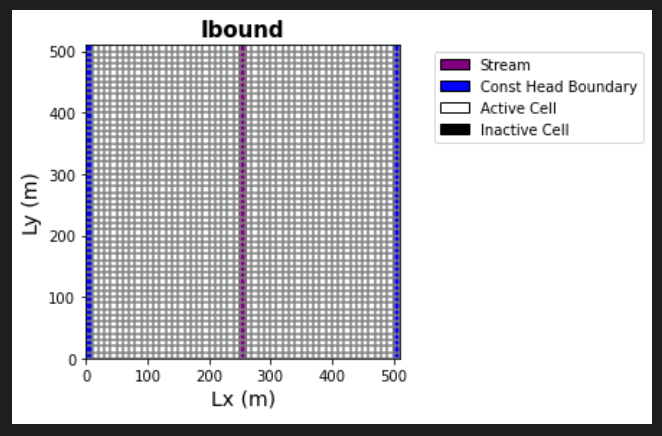 Ibound
Stream
Const Head Boundary
Active Cell
Inactive Cell
500
400
300
200
100
0
Ly (m)
0 100 200 300 400 500
Lx (m)